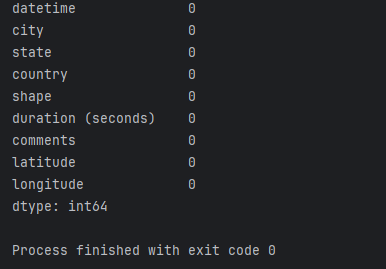 datetime 0
city 0
state 0
country 0
shape 0
duration (seconds) 0
comments 0
latitude 0
longitude 0
dtype: int64
Process finished with exit code 0